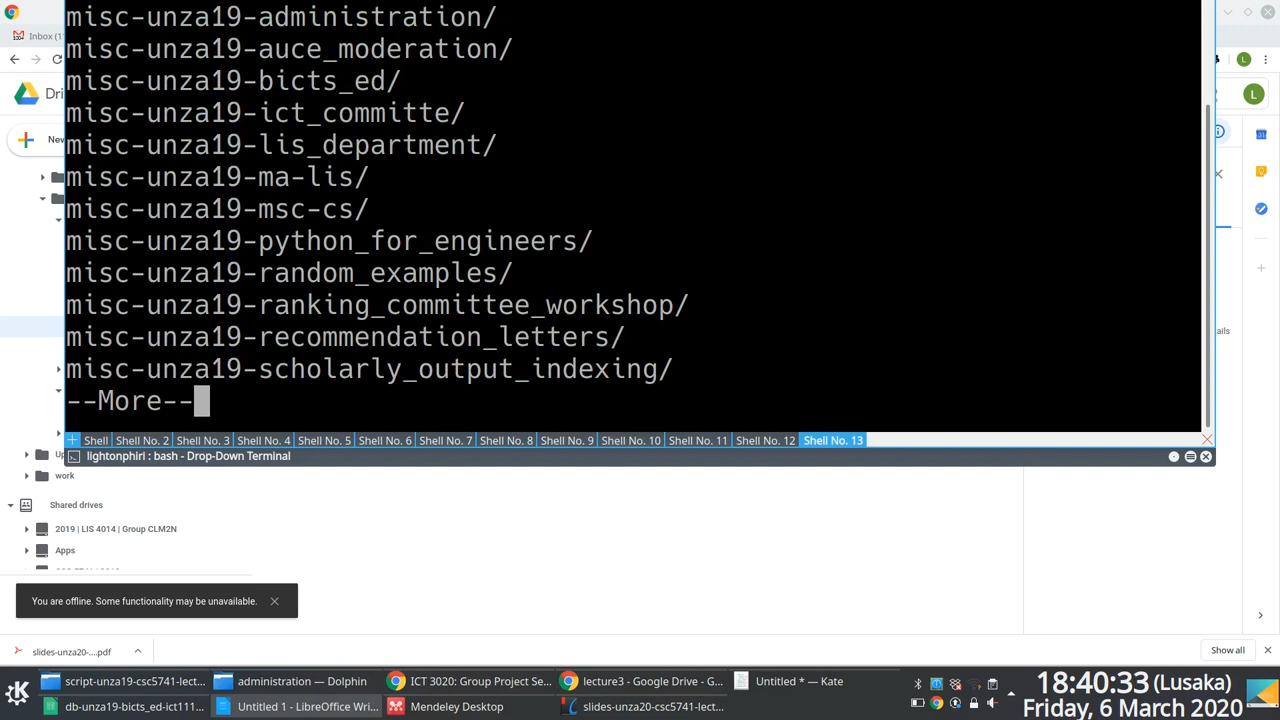 misc-unza19-administration/
misc-unza19-auce_moderation/
misc-unza19-bicts_ed/
misc-unza19-ict_committe/
misc-unza19-lis_department/
misc-unza19-ma-lis/
misc-unza19-msc-cs/
misc-unza19-python_for_engineers/
misc-unza19-random_examples/
misc-unza19-ranking_committee_workshop/
misc-unza19-recommendation_letters/
misc-unza19-scholarly_output_indexing/
--More--
Shell Shell No. 2 Shell No. 3 Shell No. 4 Shell No. 5 Shell No. 6 Shell No. 7 Shell No. 8 Shell No. 9 Shell No. 10 Shell No. 11 Shell No. 12 Shell No. 13
lightonphiri : bash - Drop-Down Terminal
Inbox (1
Dri
L
New
ails
Up
work
Shared drives
2019 | LIS 4014 | Group CLM2N
Apps
You are offline. Some functionality may be unavailable.
slides-unza20-....pdf
Show all
script-unza19-csc5741-lect...
administration — Dolphin
ICT 3020: Group Project Se...
lecture3 - Google Drive - G...
Untitled * — Kate
db-unza19-bicts_ed-ict111...
Untitled 1 - LibreOffice Wri...
Mendeley Desktop
slides-unza20-csc5741-lect...
18:40:33 (Lusaka)
Friday, 6 March 2020